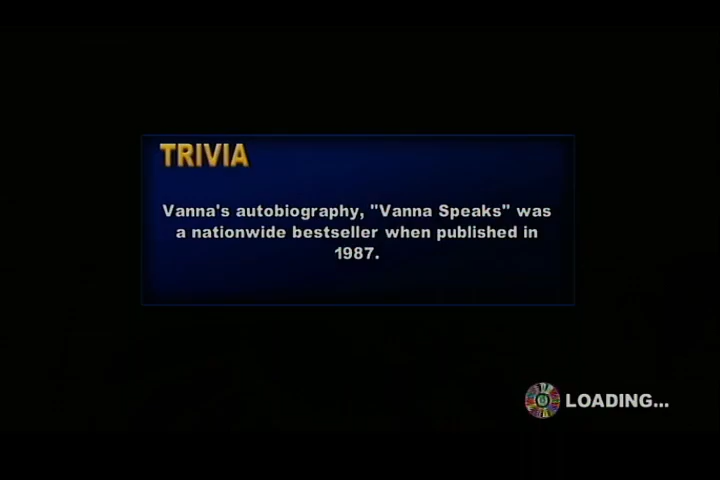 TRIVIA
Vanna's autobiography, "Vanna Speaks" was
a nationwide bestseller when published in
1987.
LOADING...